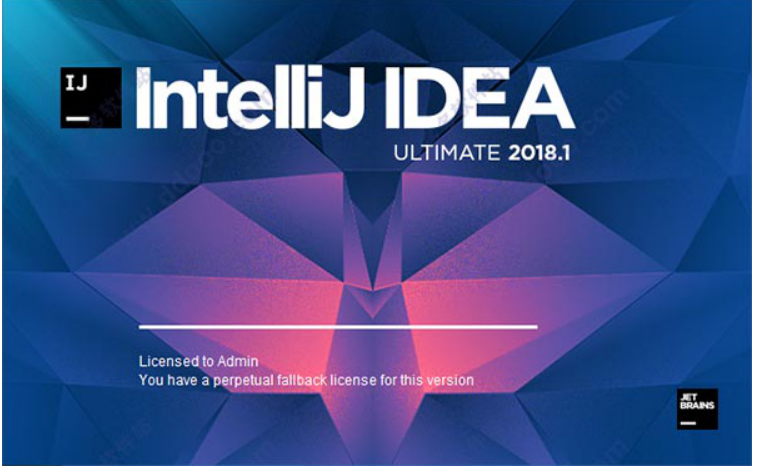 IJ
IntelliJ IDEA
ULTIMATE 2018.1
Licensed to Admin
You have a perpetual fallback license for this version
JET
BRAINS